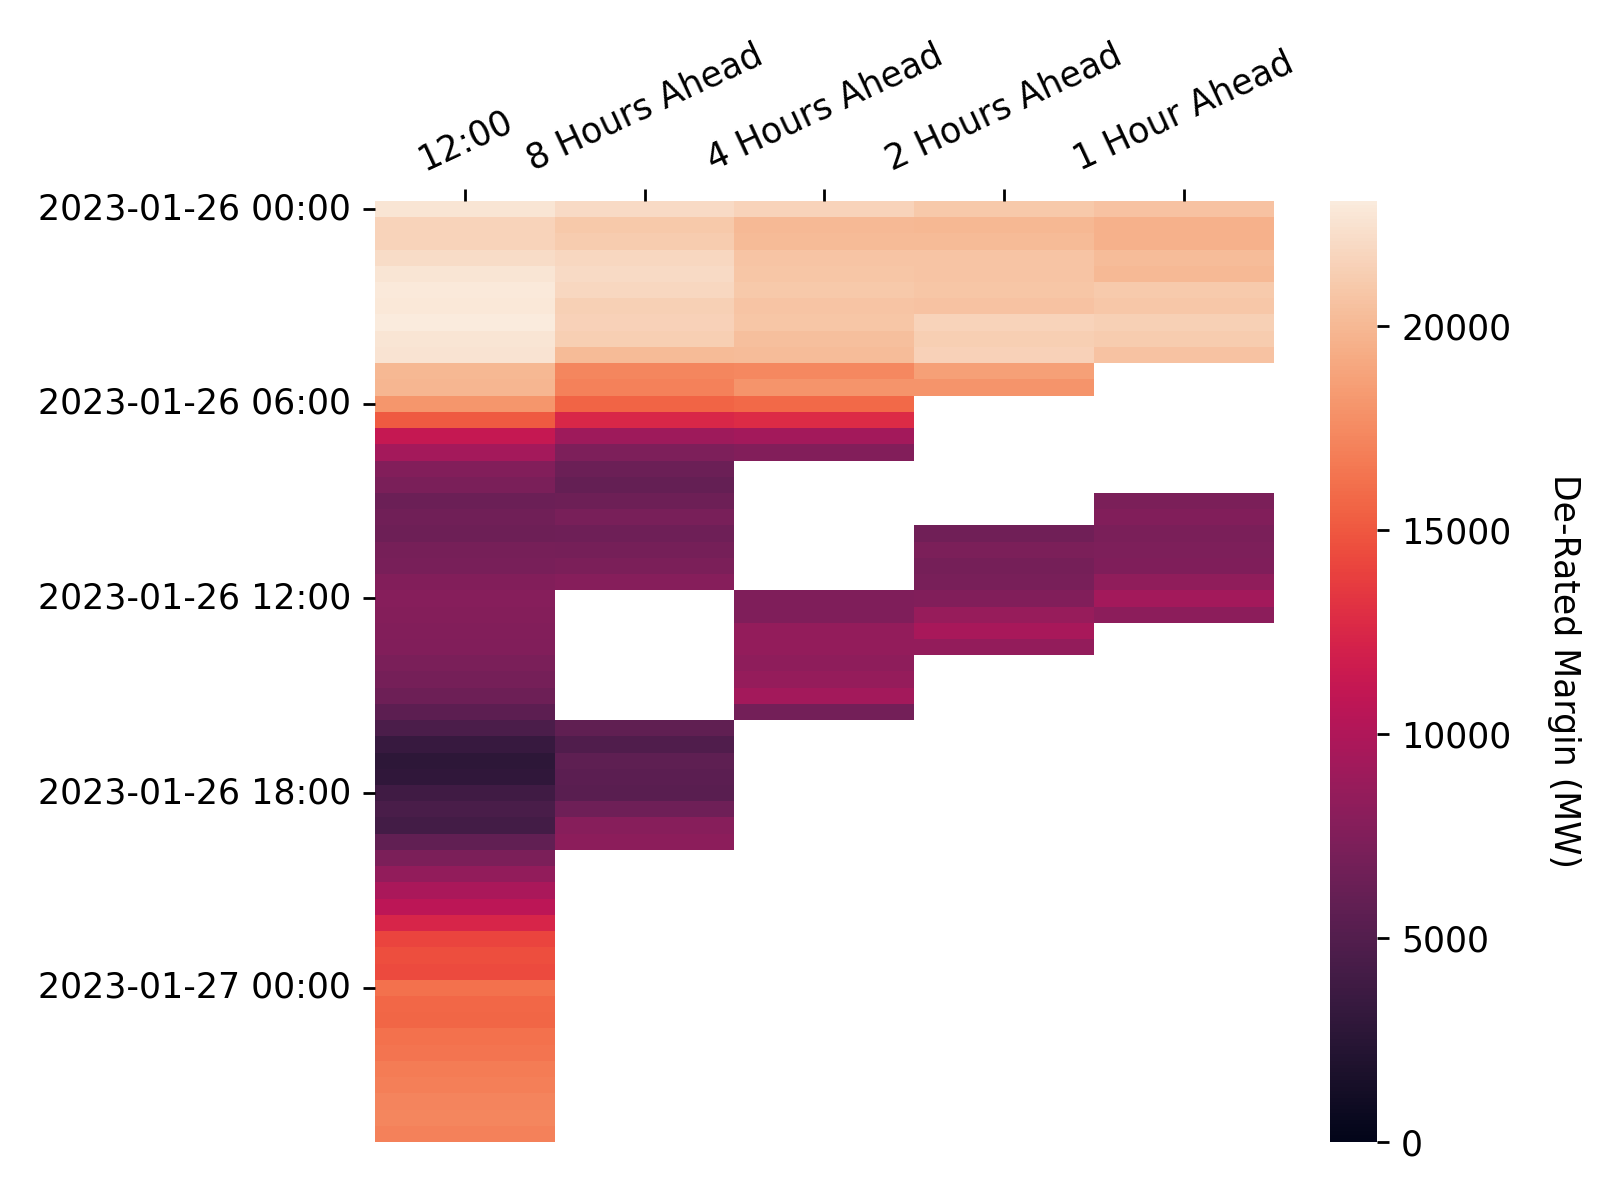 12:00
8 Hours Ahead
4 Hours Ahead
2 Hours Ahead
1 Hour Ahead
2023-01-26 00:00
2023-01-26 06:00
2023-01-26 12:00
2023-01-26 18:00
2023-01-27 00:00
20000
15000
10000
5000
0
De-Rated Margin (MW)